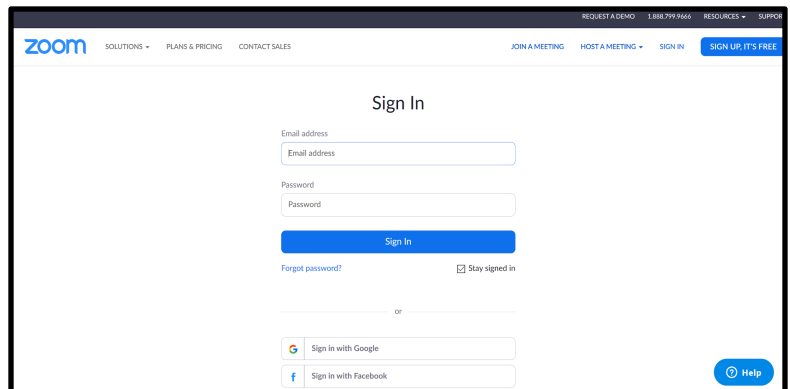 REQUEST A DEMO 1.888.799.9666 RESOURCES SUPPOR
zoom SOLUTIONS PLANS & PRICING CONTACT SALES JOIN A MEETING HOST A MEETING SIGN IN SIGN UP, IT'S FREE
Sign In
Email address
Email address
Password
Password
Sign In
Forgot password? Stay signed in
or
G Sign in with Google
f Sign in with Facebook
? Help